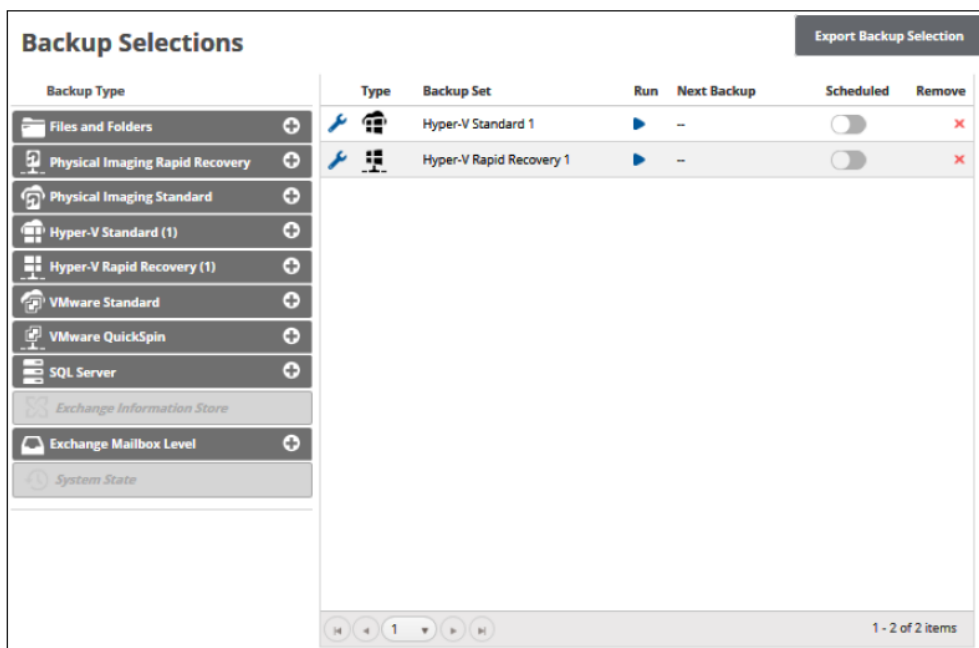 Backup Selections
Export Backup Selection
Backup Type
Files and Folders
Physical Imaging Rapid Recovery
Physical Imaging Standard
Hyper-V Standard (1)
Hyper-V Rapid Recovery (1)
VMware Standard
VMware QuickSpin
SQL Server
Exchange Information Store
Exchange Mailbox Level
System State
Type Backup Set Run Next Backup Scheduled Remove
Hyper-V Standard 1 --
Hyper-V Rapid Recovery 1 --
1
1 - 2 of 2 items